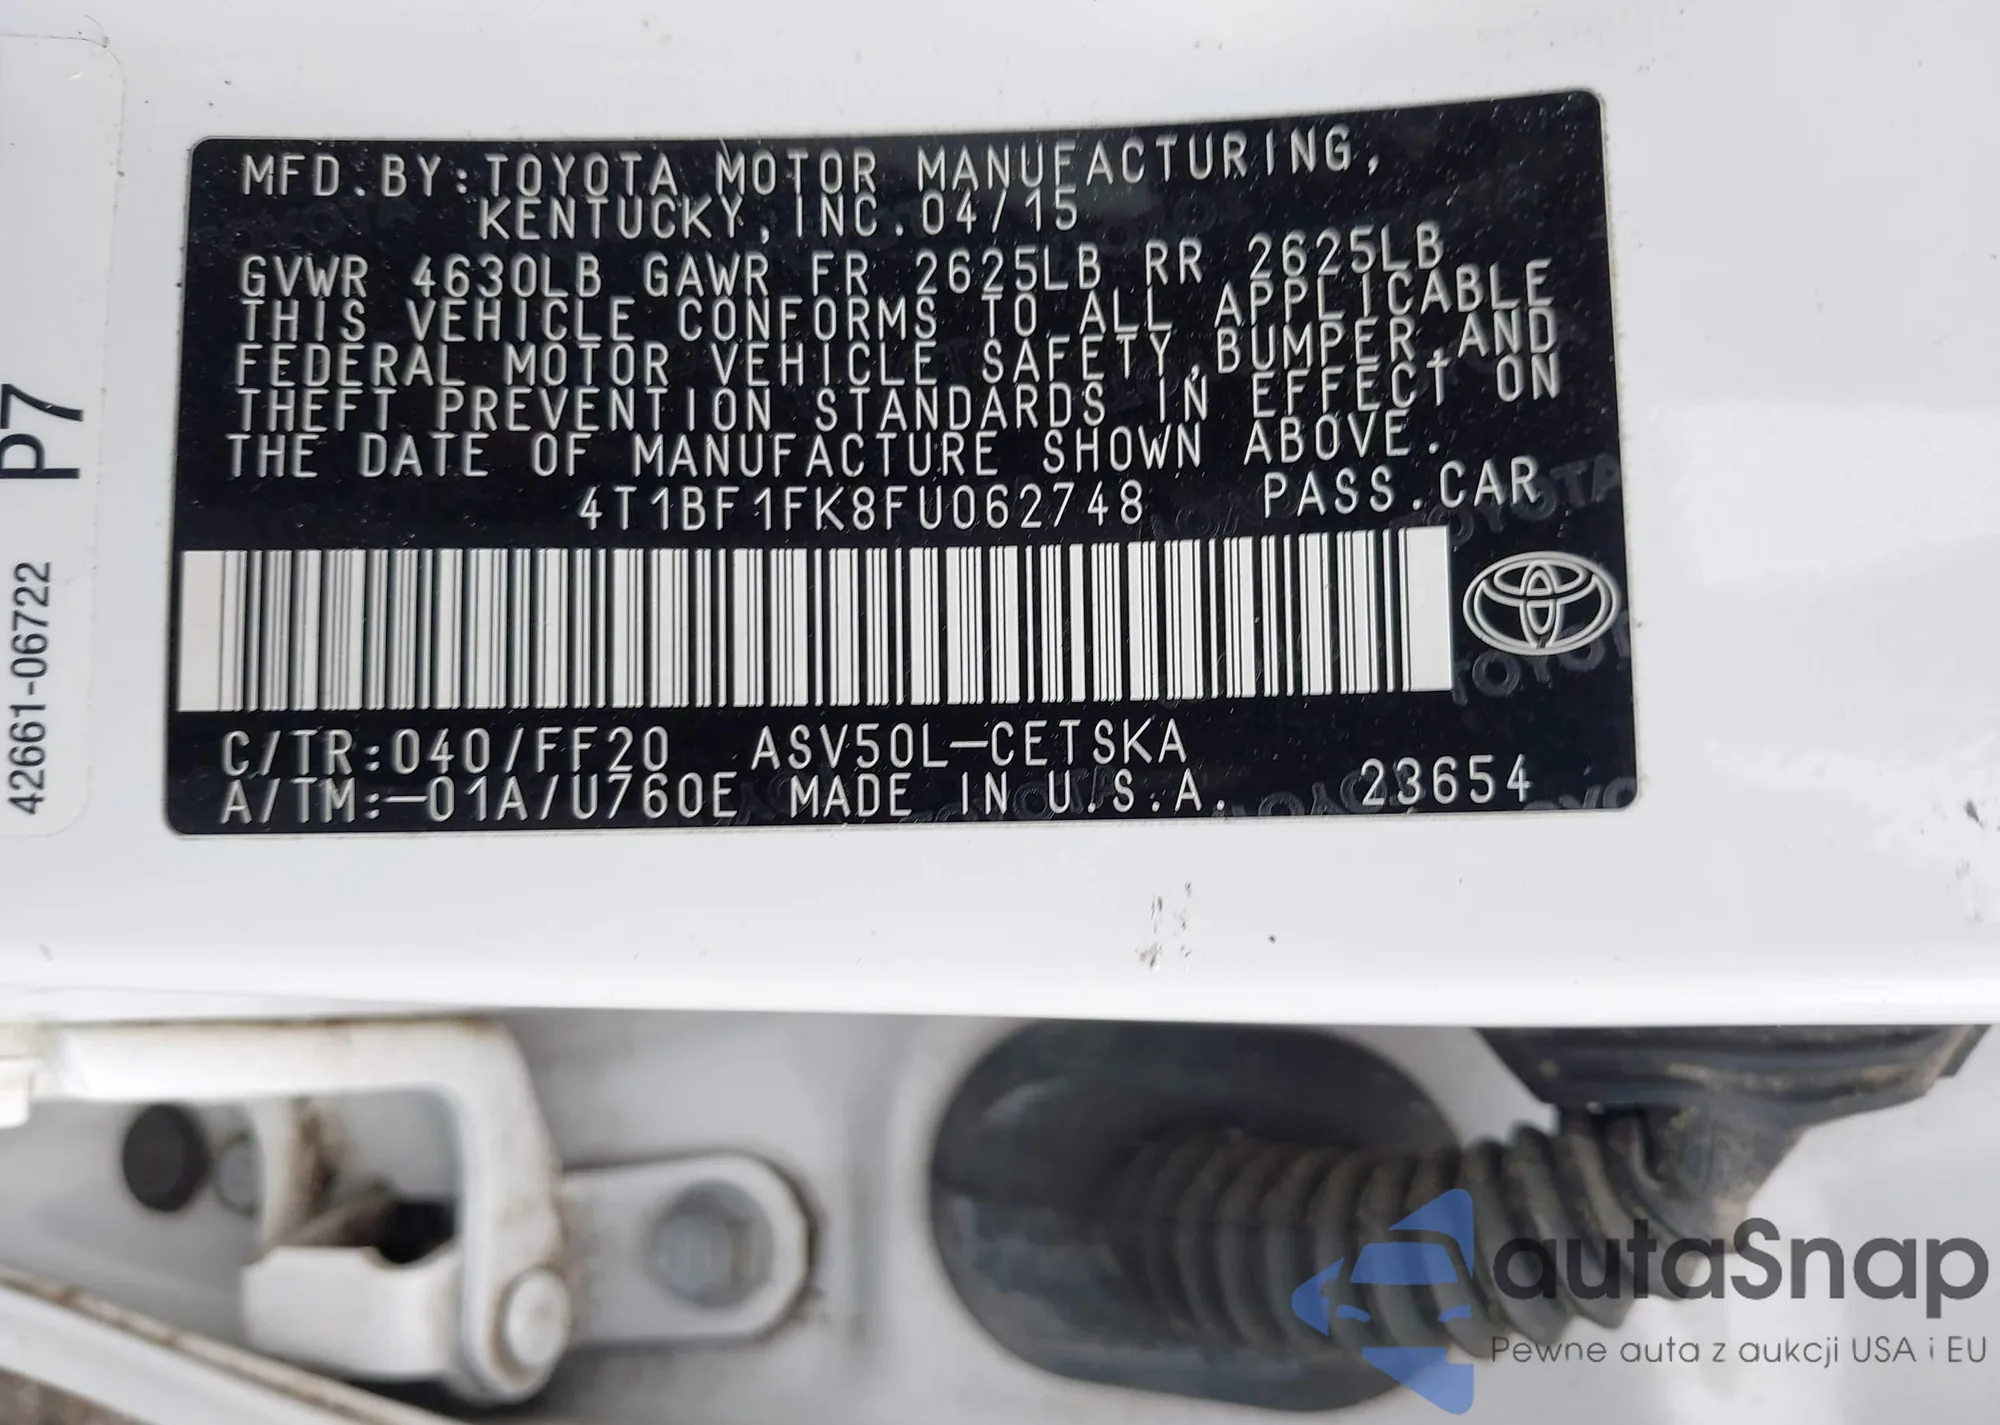 MFD.BY:TOYOTA MOTOR MANUFACTURING,
KENTUCKY, INC.04/15
GVWR 4630LB GAWR FR 2625LB RR 2625LB
THIS VEHICLE CONFORMS TO ALL APPLICABLE
FEDERAL MOTOR VEHICLE SAFETY,BUMPER,AND
THEFT PREVENTION STANDARDS IN EFFECT ON
THE DATE OF MANUFACTURE SHOWN ABOVE.
4T1BF1FK8FU062748 PASS.CAR
C/TR:040/FF20 ASV50L-CETSKA
A/TM:-01A/U760E MADE IN U.S.A. 23654
P7
42661-06722
autaSnap
Pewne auta z aukcji USA i EU